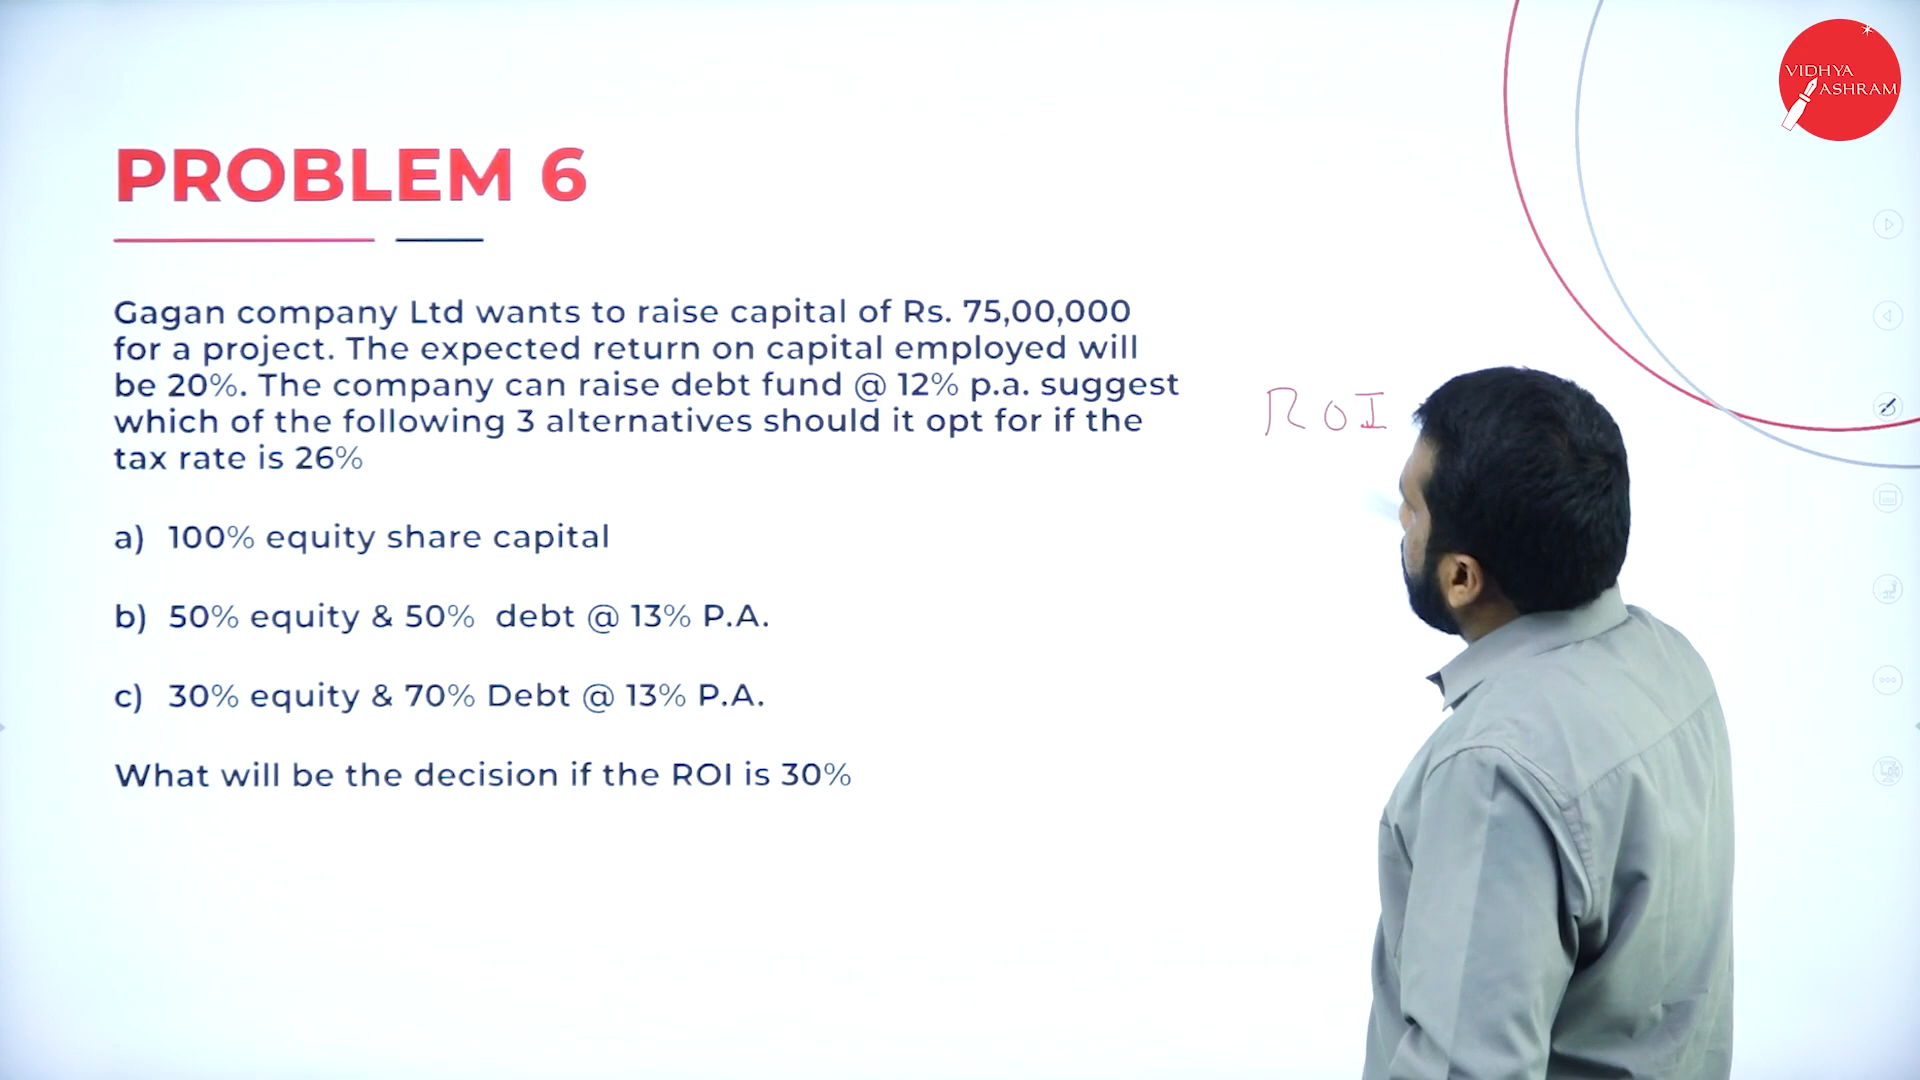 VIDHYA
ASHRAM
PROBLEM 6
Gagan company Ltd wants to raise capital of Rs. 75,00,000
for a project. The expected return on capital employed will
be 20%. The company can raise debt fund @ 12% p.a. suggest
which of the following 3 alternatives should it opt for if the
tax rate is 26%
ROI
a) 100% equity share capital
b) 50% equity & 50% debt @ 13% P.A.
c) 30% equity & 70% Debt @ 13% P.A.
What will be the decision if the ROI is 30%